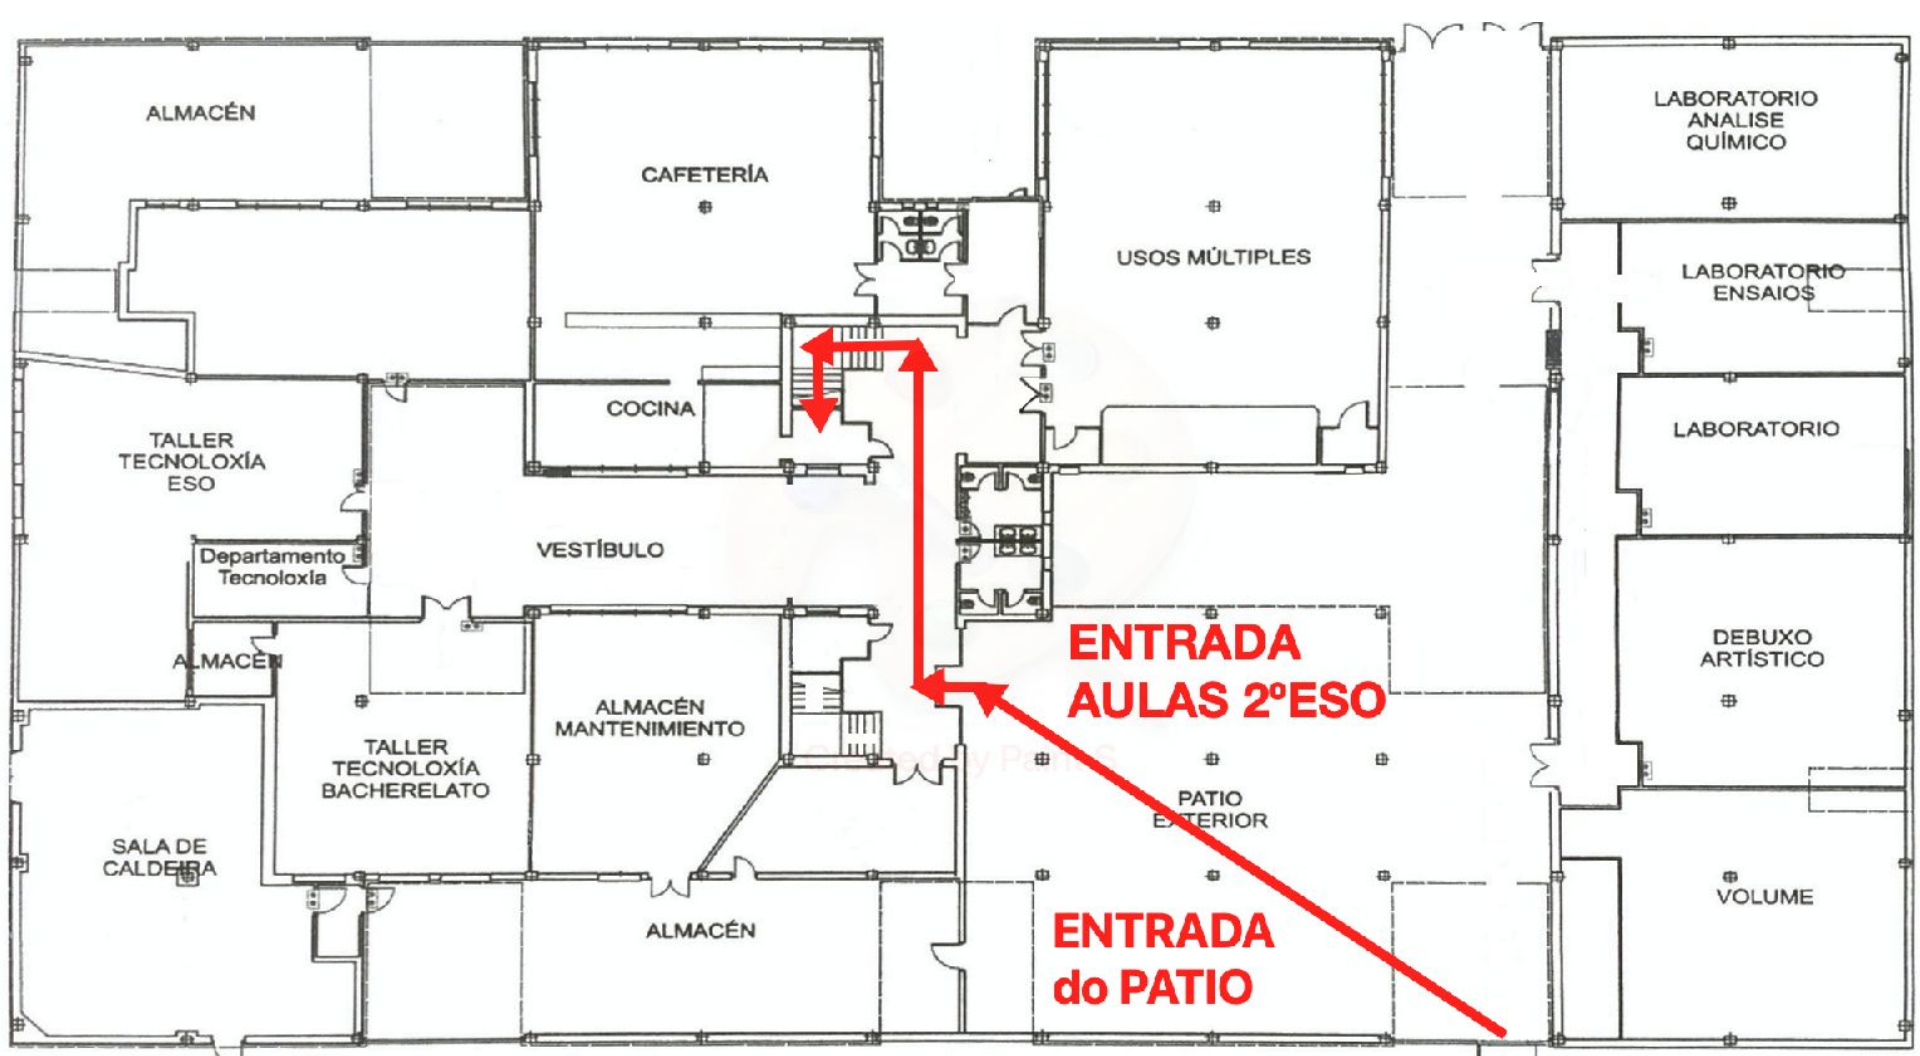 ALMACÉN
CAFETERÍA
USOS MÚLTIPLES
LABORATORIO
ANALISE
QUÍMICO
LABORATORIO
ENSAIOS
COCINA
LABORATORIO
TALLER
TECNOLOXÍA
ESO
Departamento
Tecnoloxía
VESTÍBULO
ALMACÉN
ENTRADA
AULAS 2ºESO
DEBUXO
ARTÍSTICO
ALMACÉN
MANTENIMIENTO
TALLER
TECNOLOXÍA
BACHERELATO
PATIO
EXTERIOR
SALA DE
CALDEIRA
VOLUME
ALMACÉN
ENTRADA
do PATIO